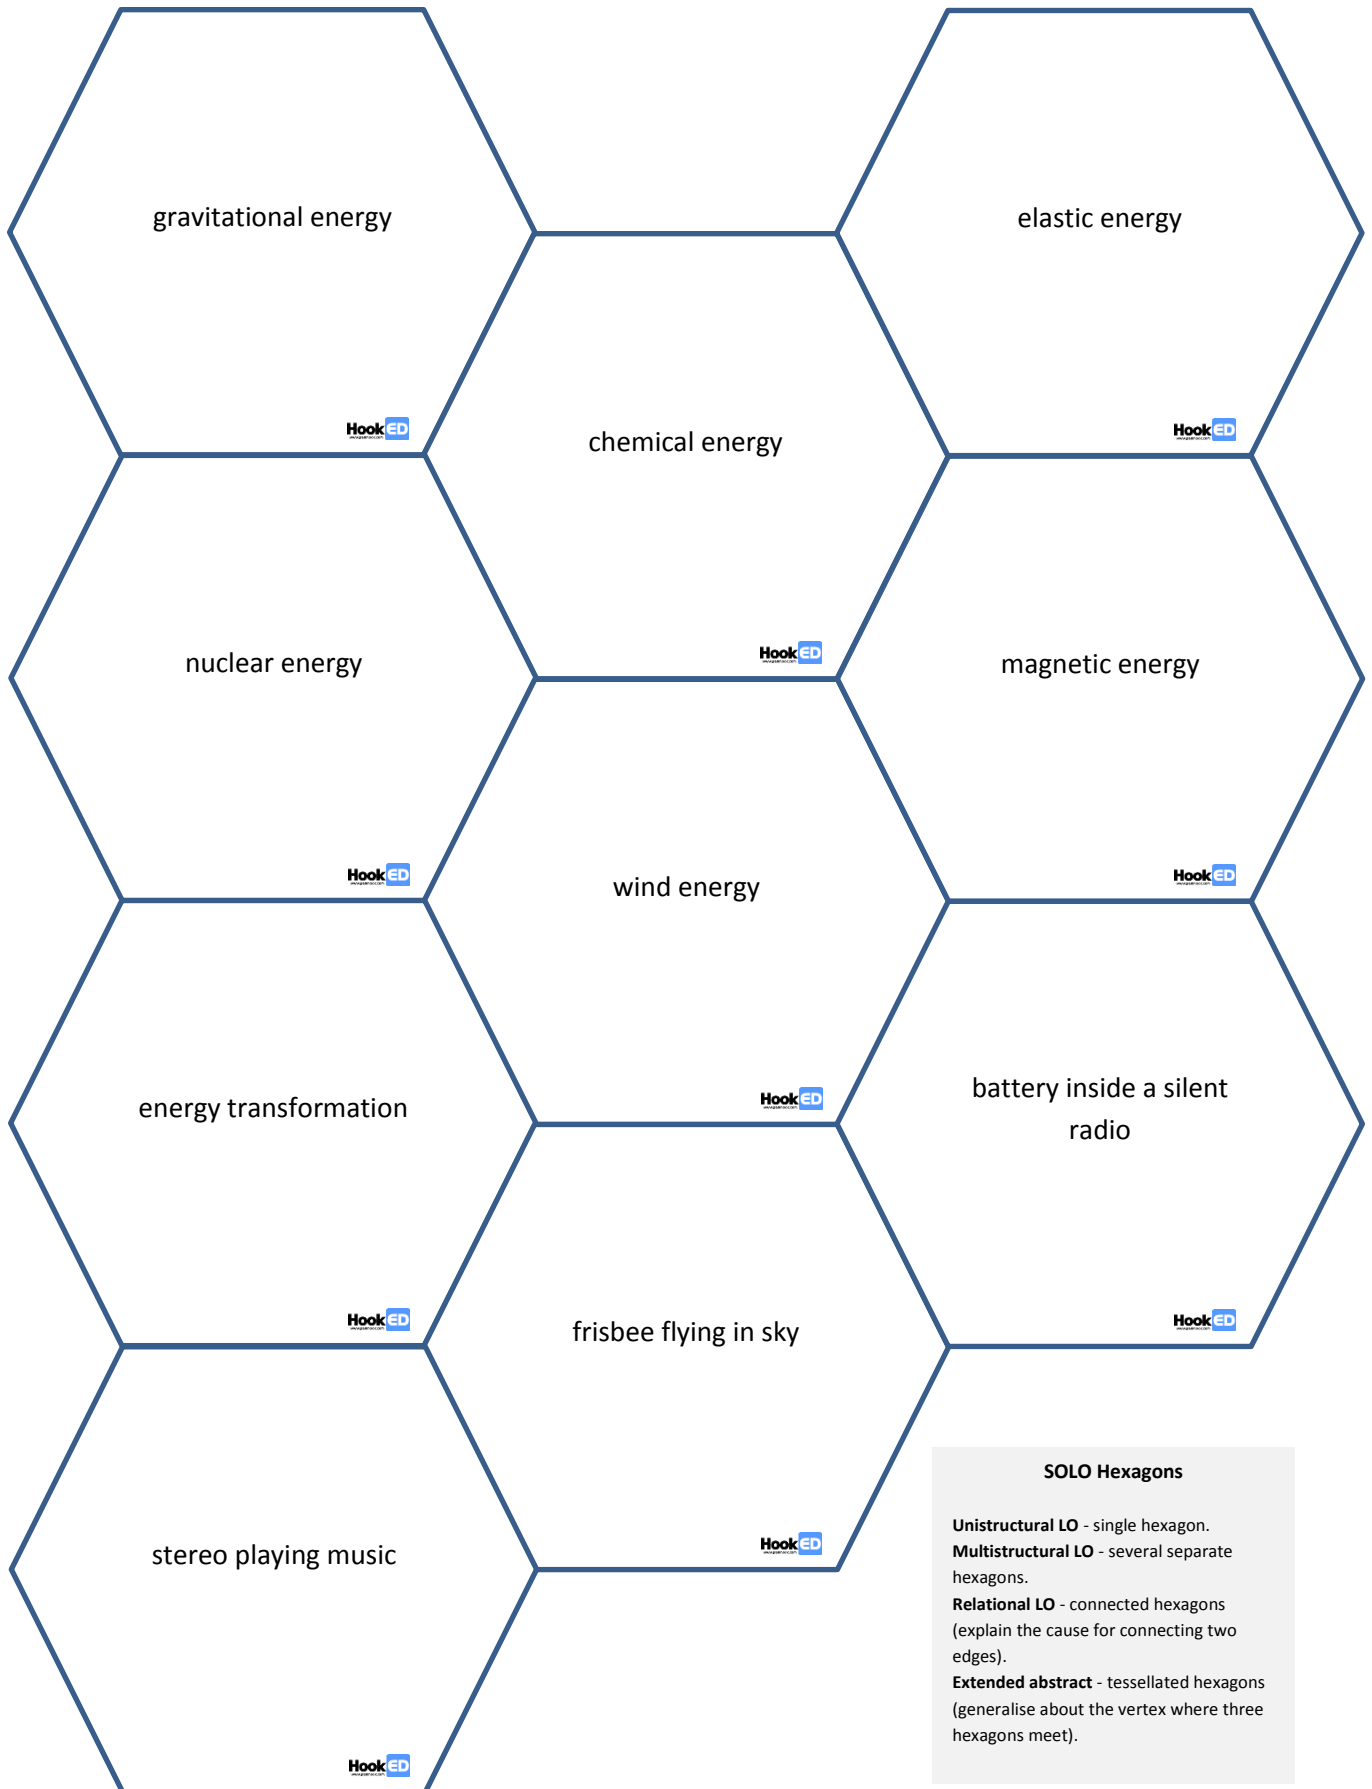 gravitational energy
elastic energy
HookED
HookED
chemical energy
HookED
nuclear energy
magnetic energy
HookED
HookED
wind energy
HookED
energy transformation
battery inside a silent
radio
HookED
HookED
frisbee flying in sky
HookED
stereo playing music
HookED
SOLO Hexagons
Unistructural LO - single hexagon.
Multistructural LO - several separate
hexagons.
Relational LO - connected hexagons
(explain the cause for connecting two
edges).
Extended abstract - tessellated hexagons
(generalise about the vertex where three
hexagons meet).